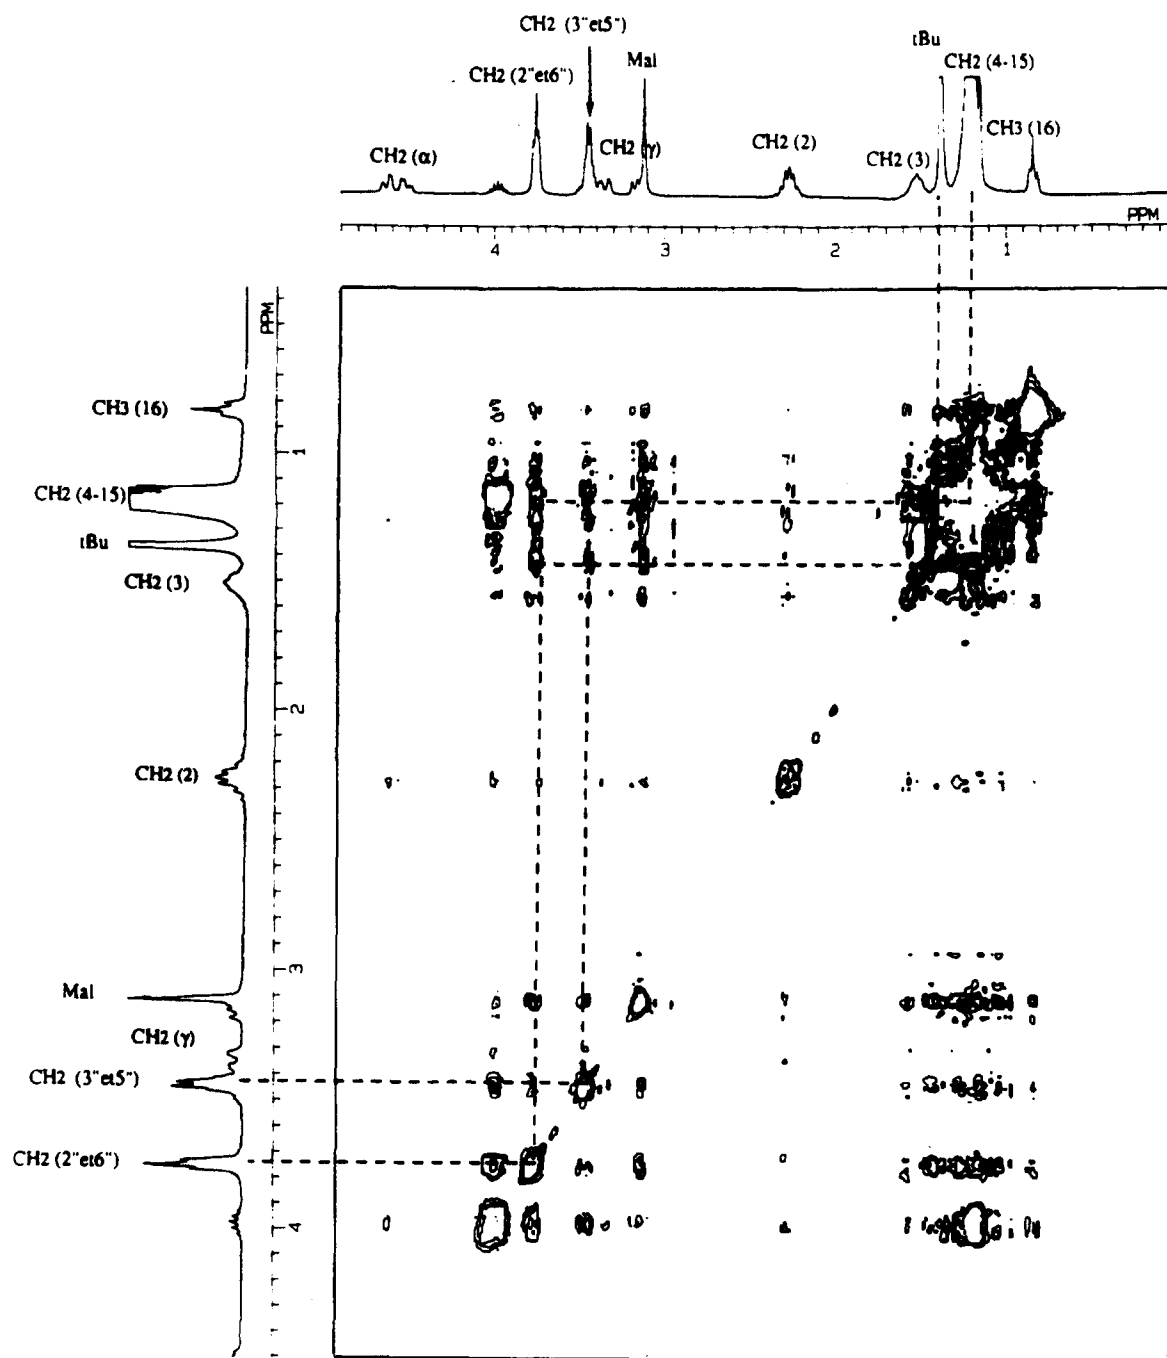 CH2 (3"et5")
tBu
CH2 (2"et6")
Mal
CH2 (4-15)
CH2 (α)
CH2 (γ)
CH2 (2)
CH2 (3)
CH3 (16)
PPM
4 3 2 1
PPM
CH3 (16)
1
CH2 (4-15)
tBu
CH2 (3)
2
CH2 (2)
3
Mal
CH2 (γ)
CH2 (3"et5")
CH2 (2"et6")
4